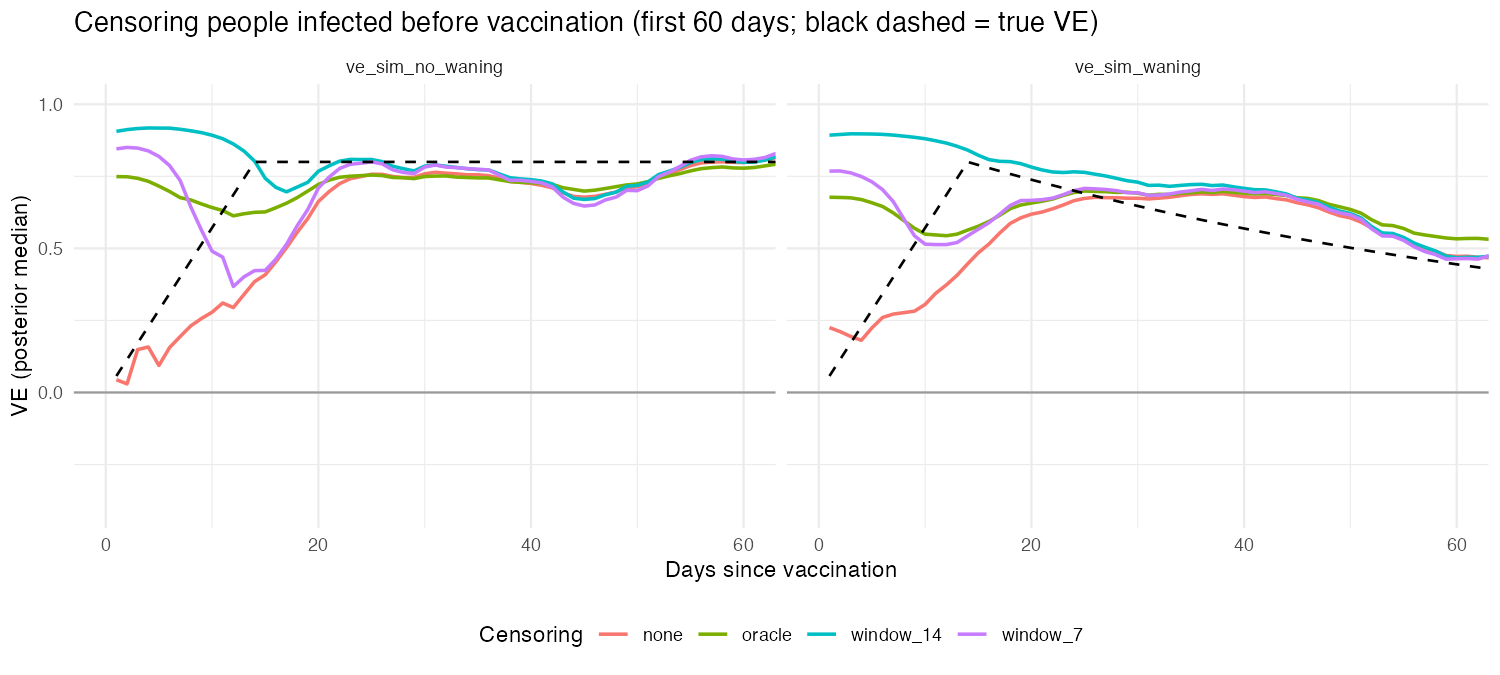 Censoring people infected before vaccination (first 60 days; black dashed = true VE)
ve_sim_no_waning ve_sim_waning
1.0
0.5
0.0
VE (posterior median)
0 20 40 60 0 20 40 60
Days since vaccination
Censoring none oracle window_14 window_7